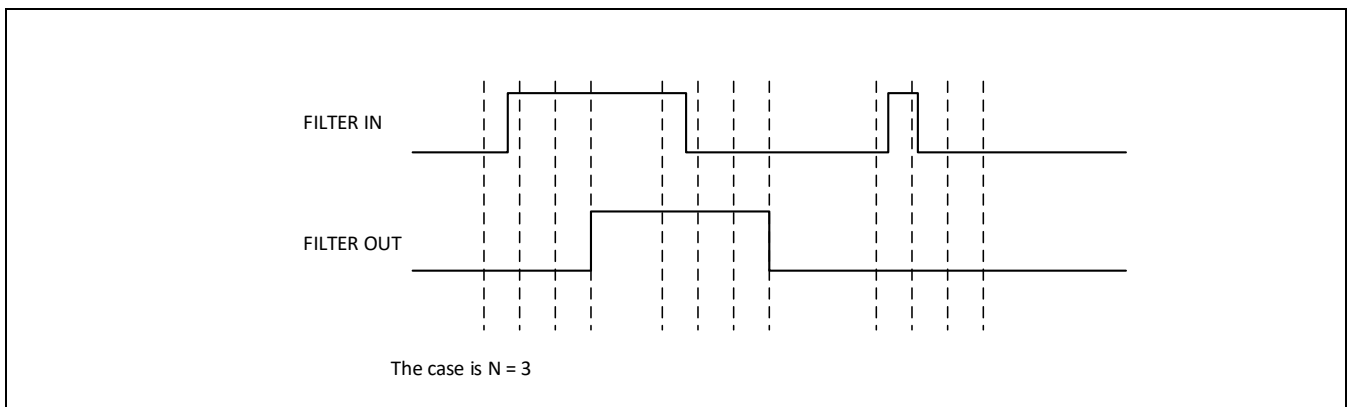 FILTER IN
FILTER OUT
The case is N = 3